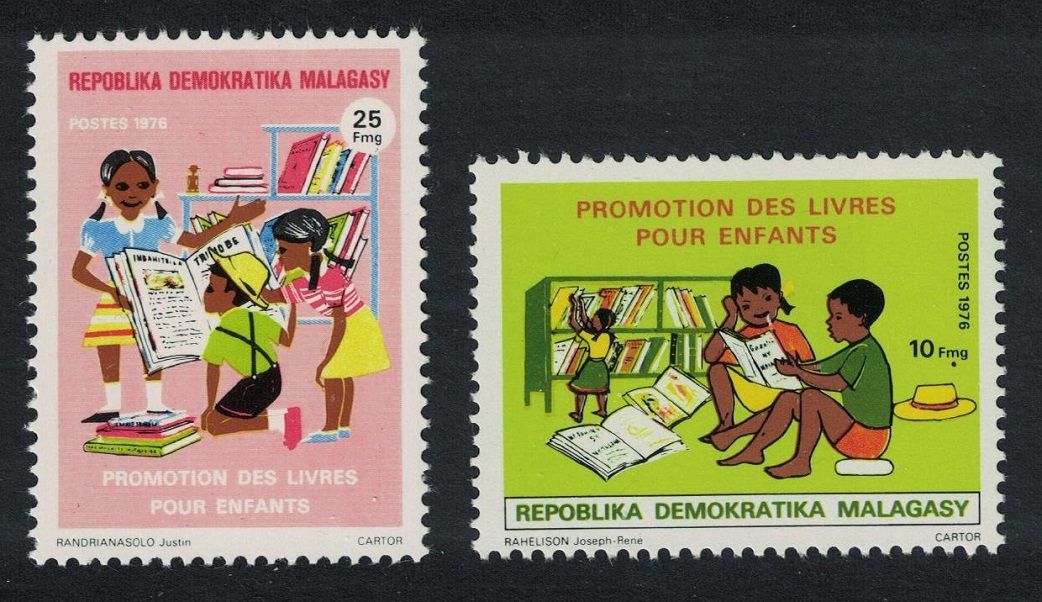 REPOBLIKA DEMOKRATIKA MALAGASY
POSTES 1976
25
Fmg
TRIMOBE
PROMOTION DES LIVRES
POUR ENFANTS
RANDRIANASOLO Justin
CARTOR
PROMOTION DES LIVRES
POUR ENFANTS
POSTES 1976
10 Fmg
REPOBLIKA DEMOKRATIKA MALAGASY
RAHELISON Joseph-René
CARTOR